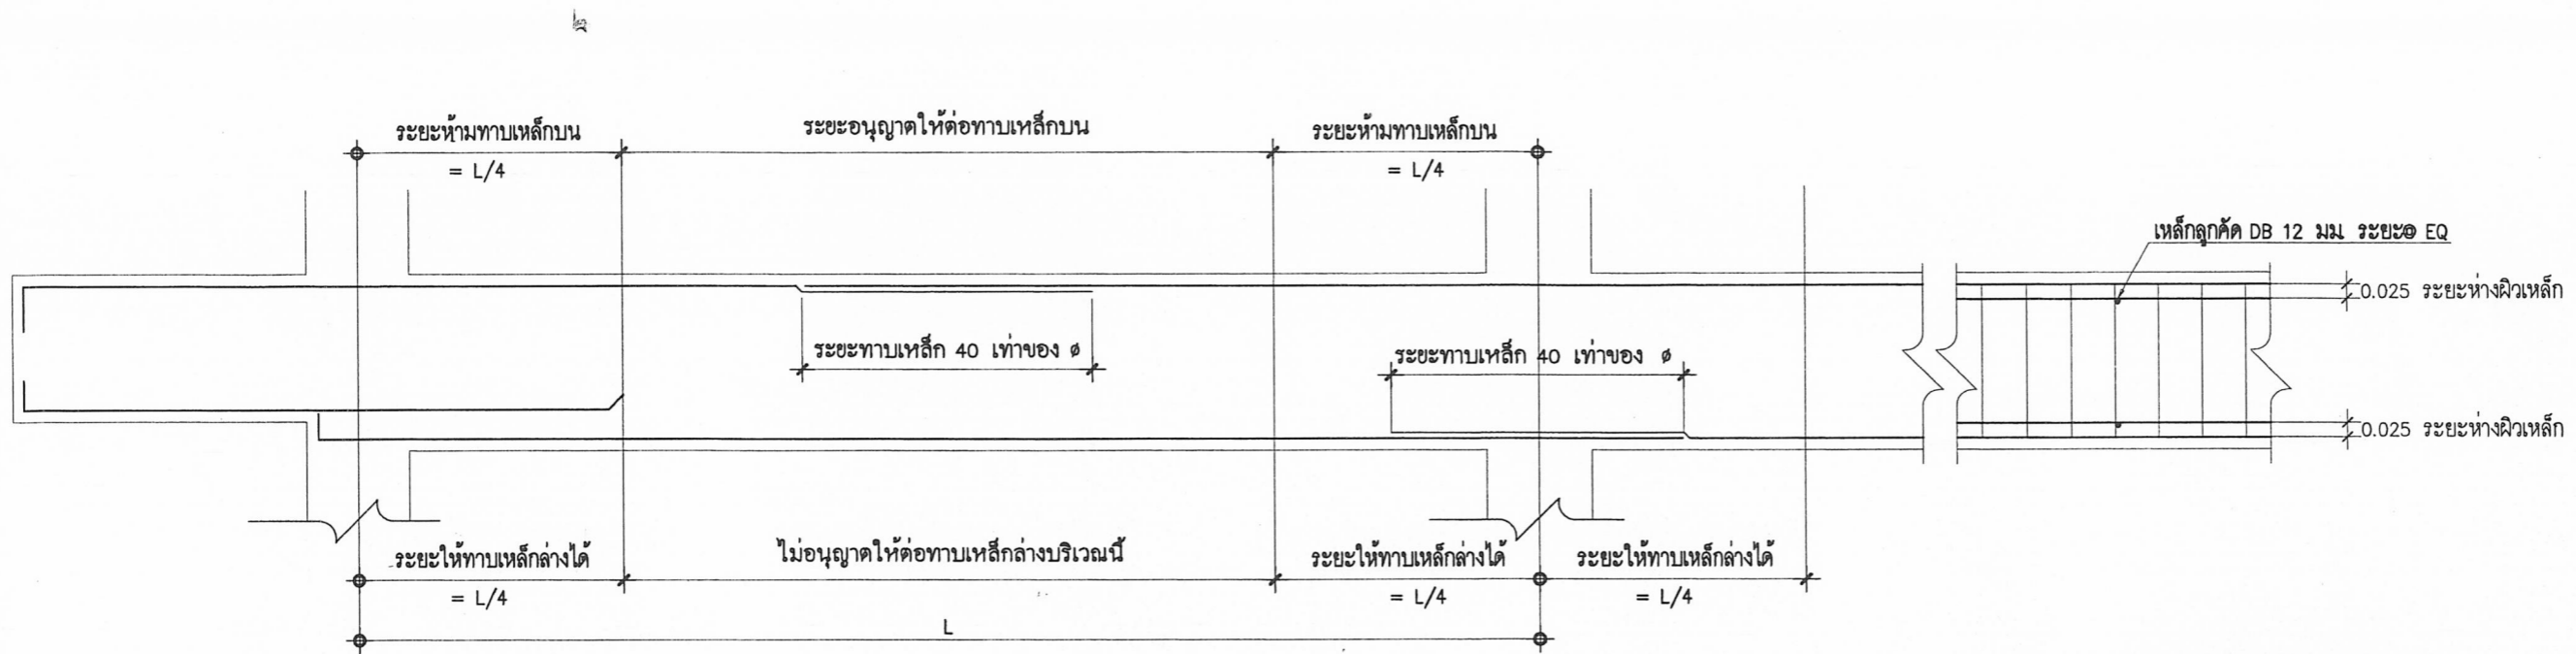 ระยะห้ามทาบเหล็กบน
= L/4
ระยะอนุญาตให้ต่อทาบเหล็กบน
ระยะห้ามทาบเหล็กบน
= L/4
เหล็กลูกคัด DB 12 มม ระยะ@ EQ
0.025 ระยะห่างผิวเหล็ก
ระยะทาบเหล็ก 40 เท่าของ ø
ระยะทาบเหล็ก 40 เท่าของ ø
0.025 ระยะห่างผิวเหล็ก
ระยะให้ทาบเหล็กล่างได้
= L/4
ไม่อนุญาตให้ต่อทาบเหล็กล่างบริเวณนี้
ระยะให้ทาบเหล็กล่างได้
= L/4
ระยะให้ทาบเหล็กล่างได้
= L/4
L